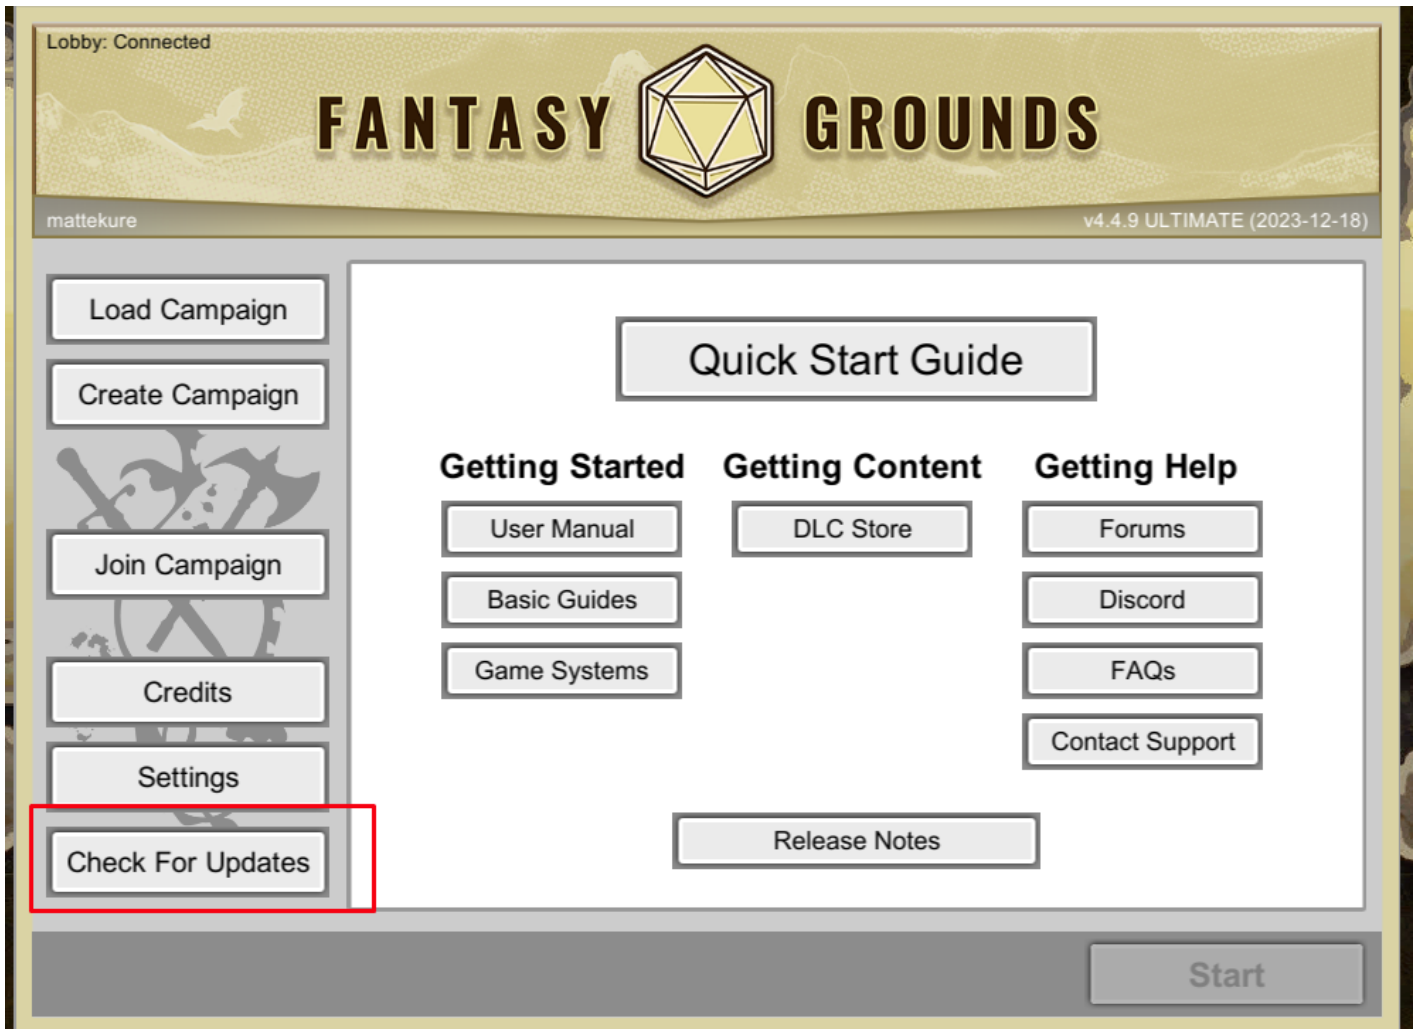 Lobby: Connected
FANTASY GROUNDS
mattekure
v4.4.9 ULTIMATE (2023-12-18)
Load Campaign
Create Campaign
Join Campaign
Credits
Settings
Check For Updates
Quick Start Guide
Getting Started
User Manual
Basic Guides
Game Systems
Getting Content
DLC Store
Getting Help
Forums
Discord
FAQs
Contact Support
Release Notes
Start